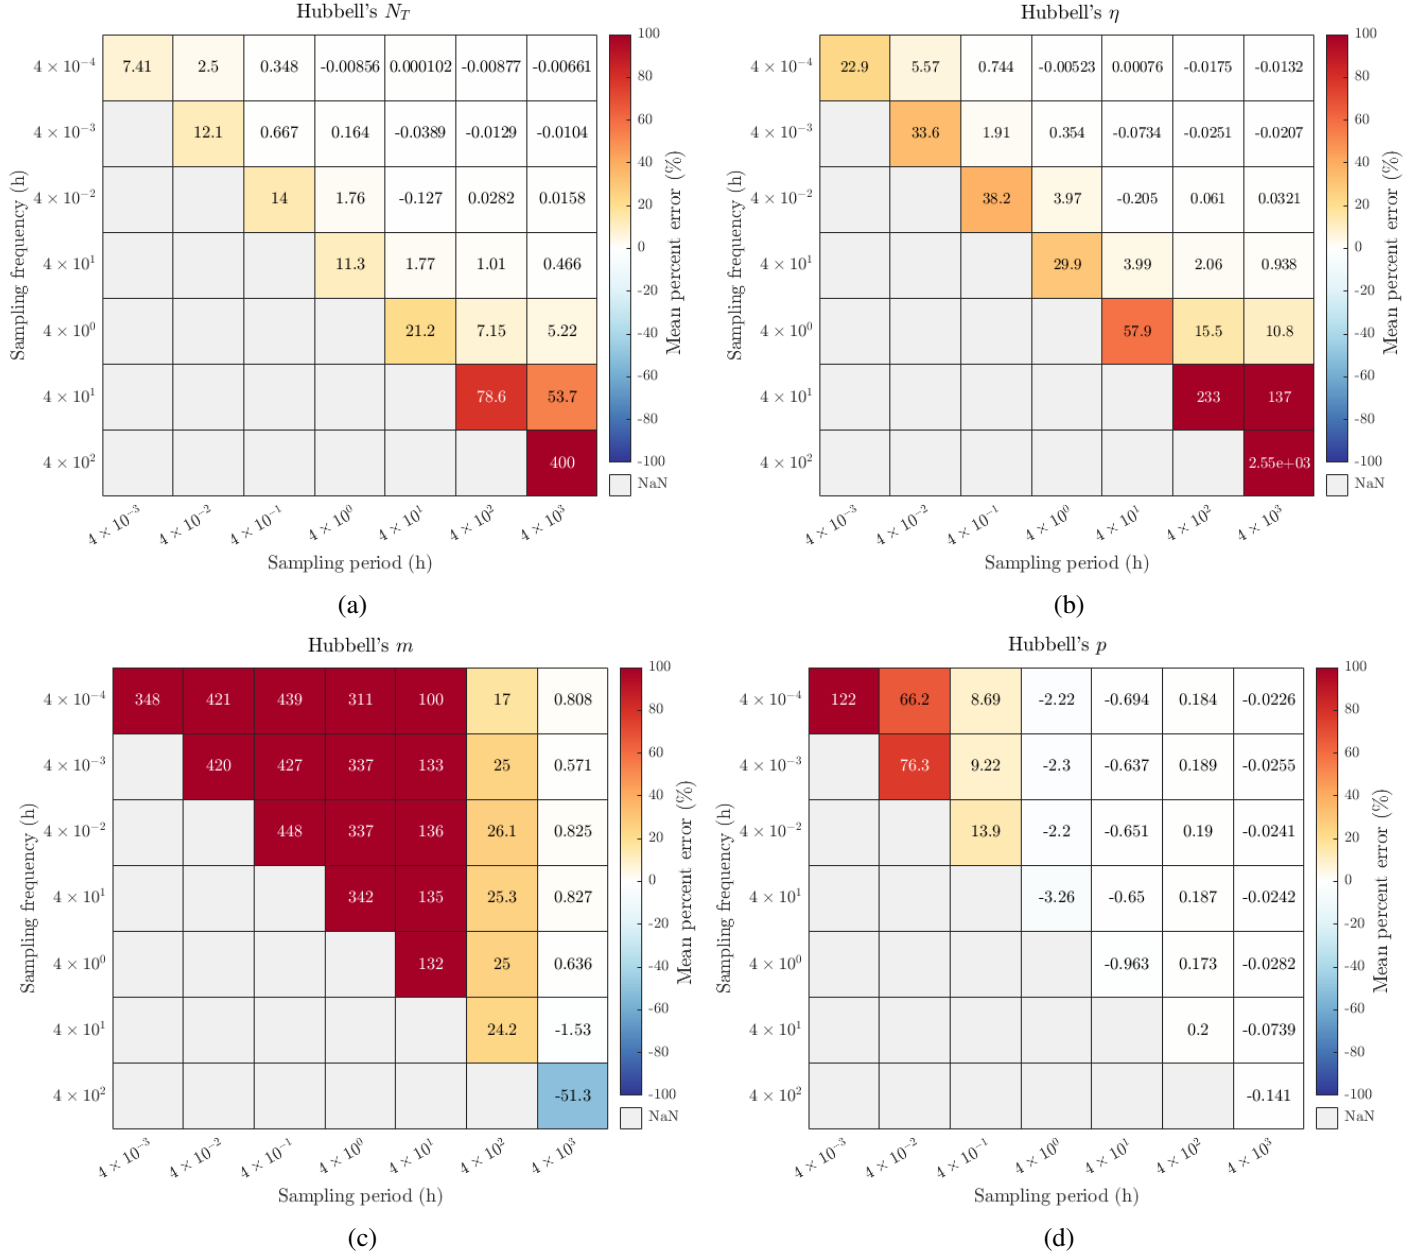 Hubbell's N_T
Sampling frequency (h)
4 × 10⁻⁴ 7.41 2.5 0.348 -0.00856 0.000102 -0.00877 -0.00661
4 × 10⁻³ 12.1 0.667 0.164 -0.0389 -0.0129 -0.0104
4 × 10⁻² 14 1.76 -0.127 0.0282 0.0158
4 × 10¹ 11.3 1.77 1.01 0.466
4 × 10⁰ 21.2 7.15 5.22
4 × 10¹ 78.6 53.7
4 × 10² 400
4 × 10⁻³ 4 × 10⁻² 4 × 10⁻¹ 4 × 10⁰ 4 × 10¹ 4 × 10² 4 × 10³
Sampling period (h)
100
80
60
40
20
0
-20
-40
-60
-80
-100
NaN
Mean percent error (%)
(a)
Hubbell's η
Sampling frequency (h)
4 × 10⁻⁴ 22.9 5.57 0.744 -0.00523 0.00076 -0.0175 -0.0132
4 × 10⁻³ 33.6 1.91 0.354 -0.0734 -0.0251 -0.0207
4 × 10⁻² 38.2 3.97 -0.205 0.061 0.0321
4 × 10¹ 29.9 3.99 2.06 0.938
4 × 10⁰ 57.9 15.5 10.8
4 × 10¹ 233 137
4 × 10² 2.55e+03
4 × 10⁻³ 4 × 10⁻² 4 × 10⁻¹ 4 × 10⁰ 4 × 10¹ 4 × 10² 4 × 10³
Sampling period (h)
100
80
60
40
20
0
-20
-40
-60
-80
-100
NaN
Mean percent error (%)
(b)
Hubbell's m
Sampling frequency (h)
4 × 10⁻⁴ 348 421 439 311 100 17 0.808
4 × 10⁻³ 420 427 337 133 25 0.571
4 × 10⁻² 448 337 136 26.1 0.825
4 × 10¹ 342 135 25.3 0.827
4 × 10⁰ 132 25 0.636
4 × 10¹ 24.2 -1.53
4 × 10² -51.3
4 × 10⁻³ 4 × 10⁻² 4 × 10⁻¹ 4 × 10⁰ 4 × 10¹ 4 × 10² 4 × 10³
Sampling period (h)
100
80
60
40
20
0
-20
-40
-60
-80
-100
NaN
Mean percent error (%)
(c)
Hubbell's p
Sampling frequency (h)
4 × 10⁻⁴ 122 66.2 8.69 -2.22 -0.694 0.184 -0.0226
4 × 10⁻³ 76.3 9.22 -2.3 -0.637 0.189 -0.0255
4 × 10⁻² 13.9 -2.2 -0.651 0.19 -0.0241
4 × 10¹ -3.26 -0.65 0.187 -0.0242
4 × 10⁰ -0.963 0.173 -0.0282
4 × 10¹ 0.2 -0.0739
4 × 10² -0.141
4 × 10⁻³ 4 × 10⁻² 4 × 10⁻¹ 4 × 10⁰ 4 × 10¹ 4 × 10² 4 × 10³
Sampling period (h)
100
80
60
40
20
0
-20
-40
-60
-80
-100
NaN
Mean percent error (%)
(d)